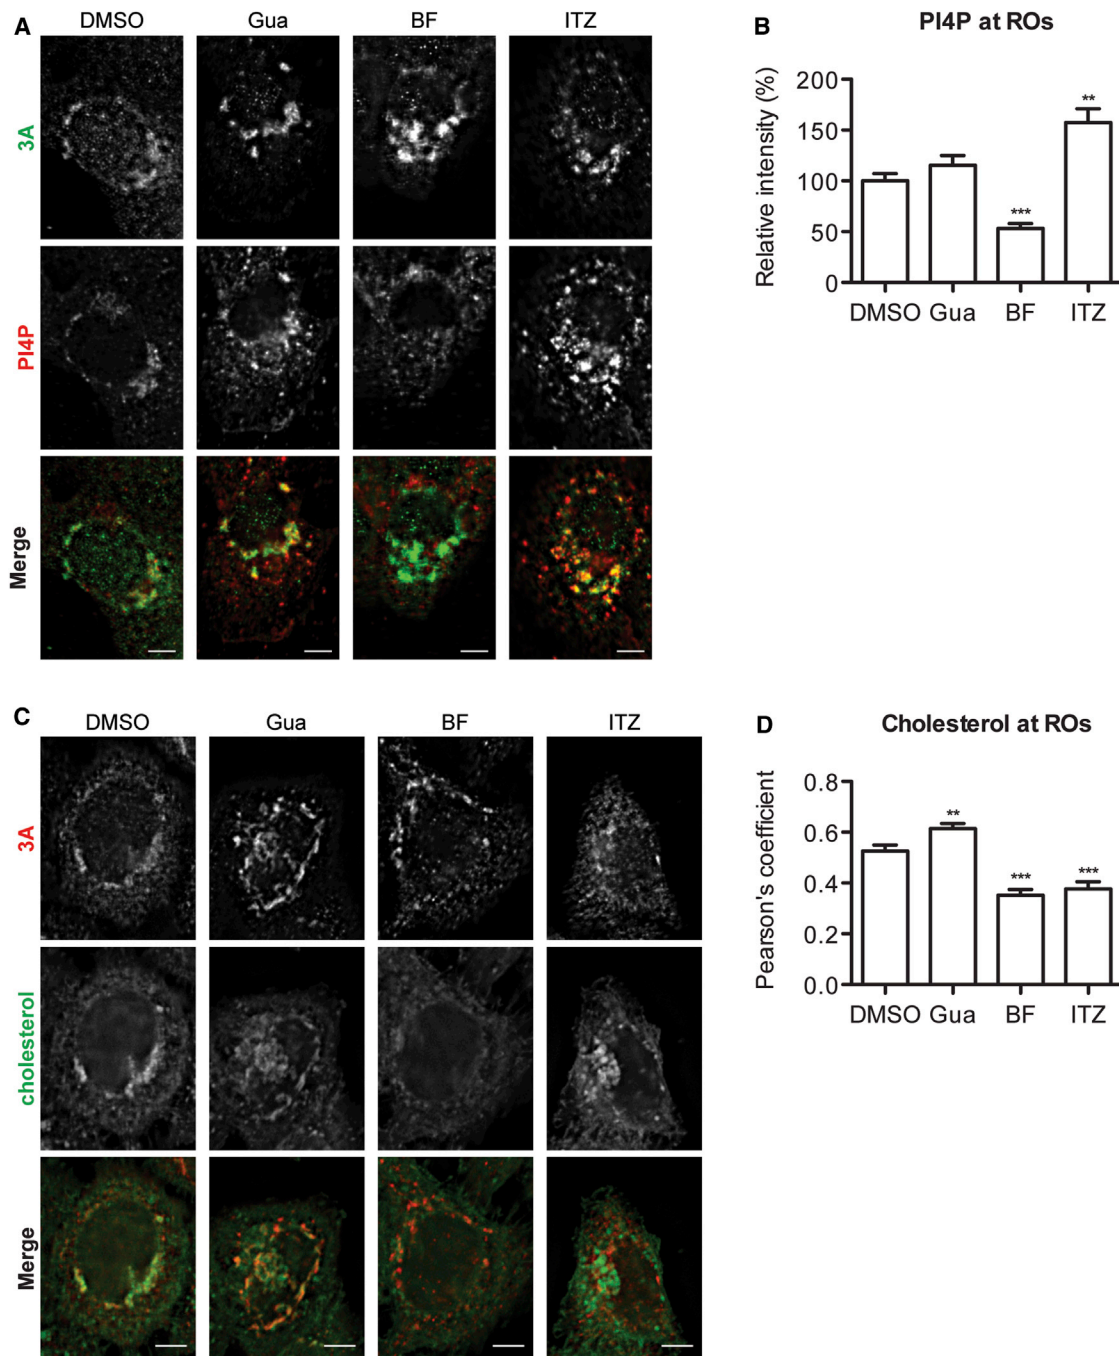 A
DMSO Gua BF ITZ
3A
PI4P
Merge
B
PI4P at ROs
Relative intensity (%)
200
150
100
50
0
**
***
DMSO Gua BF ITZ
C
DMSO Gua BF ITZ
3A
cholesterol
Merge
D
Cholesterol at ROs
Pearson's coefficient
0.8
0.6
0.4
0.2
0.0
**
*** ***
DMSO Gua BF ITZ